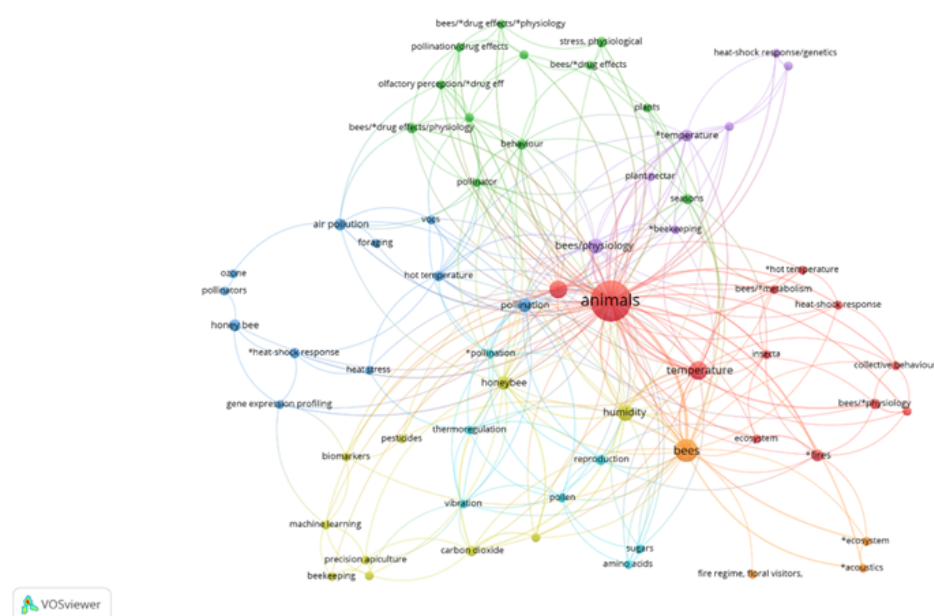 bees/*drug effects/*physiology
stress, physiological
pollination/drug effects
heat-shock response/genetics
bees/*drug effects
olfactory perception/*drug eff
plants
bees/*drug effects/physiology
*temperature
behaviour
plant nectar
pollinator
seasons
vocs
air pollution
*beekeeping
foraging
bees/physiology
*hot temperature
ozone
hot temperature
bees/*metabolism
pollinators
animals
pollination
heat-shock response
honey bee
*heat-shock response
*pollination
insecta
collective behaviour
heat stress
temperature
honeybee
gene expression profiling
bees/*physiology
humidity
thermoregulation
pesticides
ecosystem
bees
biomarkers
*fires
reproduction
pollen
vibration
machine learning
*ecosystem
sugars
carbon dioxide
precision apiculture
amino acids
*acoustics
beekeeping
fire regime, floral visitors,
VOSviewer